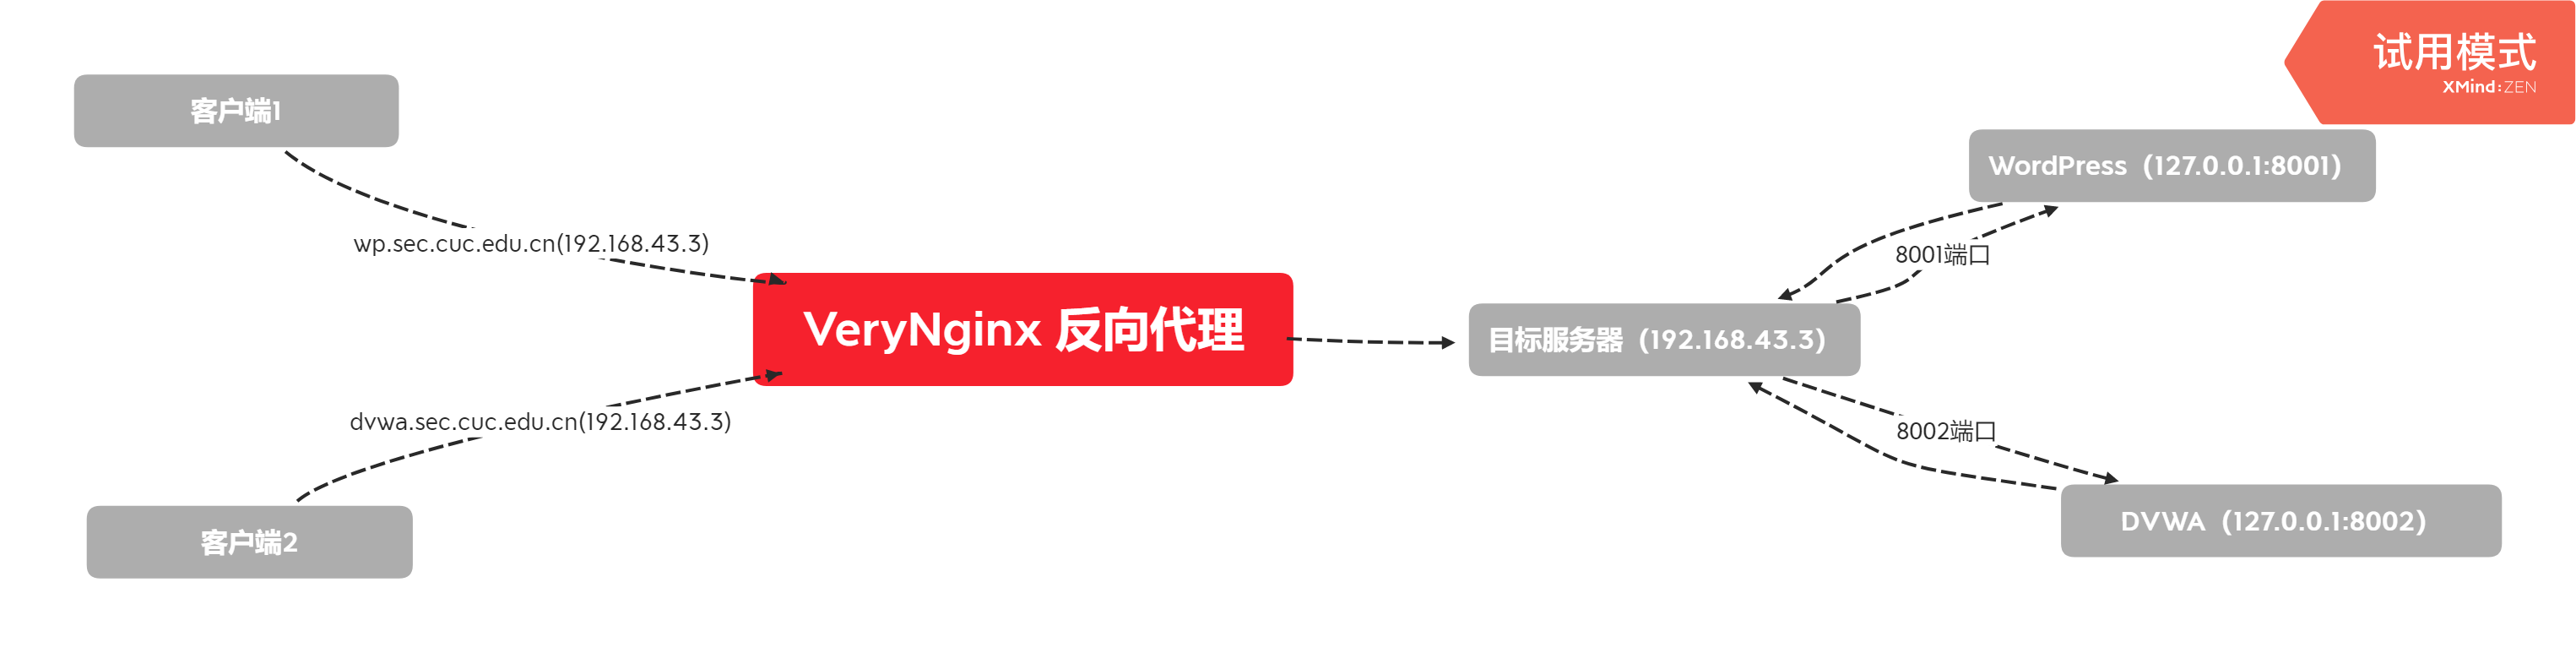 试用模式
XMind:ZEN
客户端1
WordPress（127.0.0.1:8001）
wp.sec.cuc.edu.cn(192.168.43.3)
8001端口
VeryNginx 反向代理
目标服务器（192.168.43.3）
dvwa.sec.cuc.edu.cn(192.168.43.3)
8002端口
客户端2
DVWA（127.0.0.1:8002）